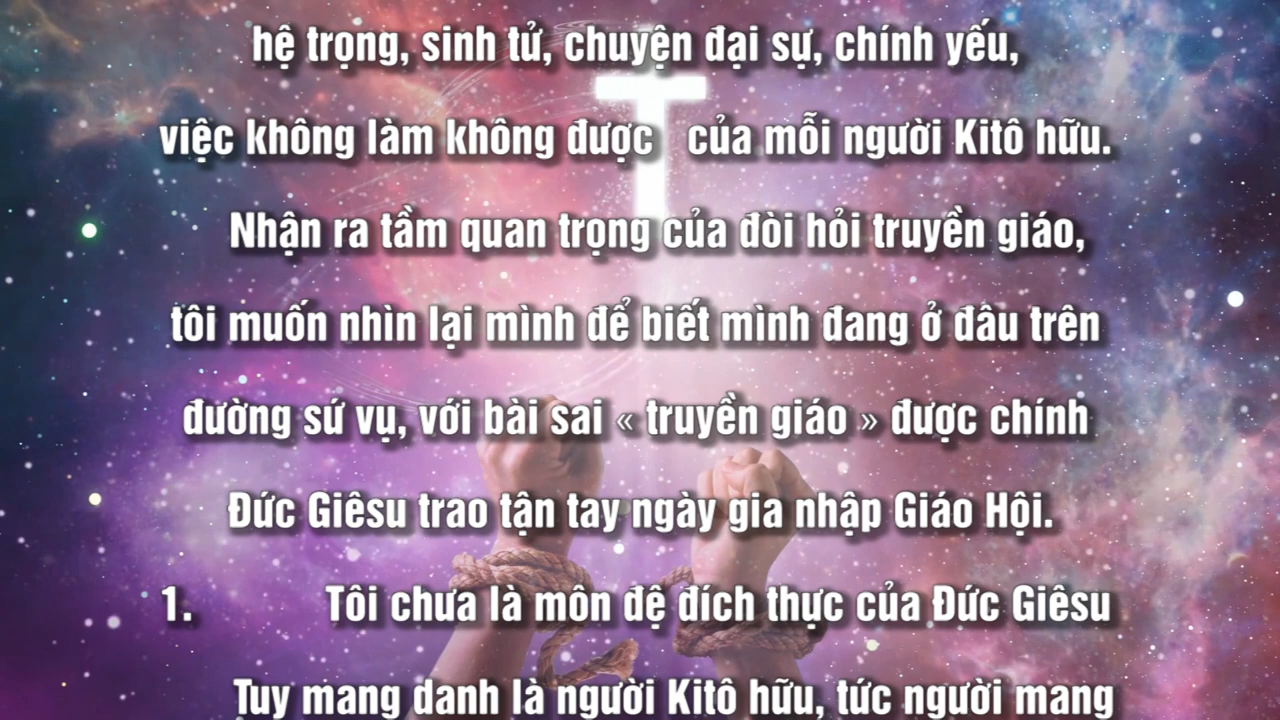 hệ trọng, sinh tử, chuyện đại sự, chính yếu,
việc không làm không được của mỗi người Kitô hữu.
Nhận ra tầm quan trọng của đòi hỏi truyền giáo,
tôi muốn nhìn lại mình để biết mình đang ở đâu trên
đường sứ vụ, với bài sai « truyền giáo » được chính
Đức Giêsu trao tận tay ngày gia nhập Giáo Hội.
1. Tôi chưa là môn đệ đích thực của Đức Giêsu
Tuy mang danh là người Kitô hữu, tức người mang